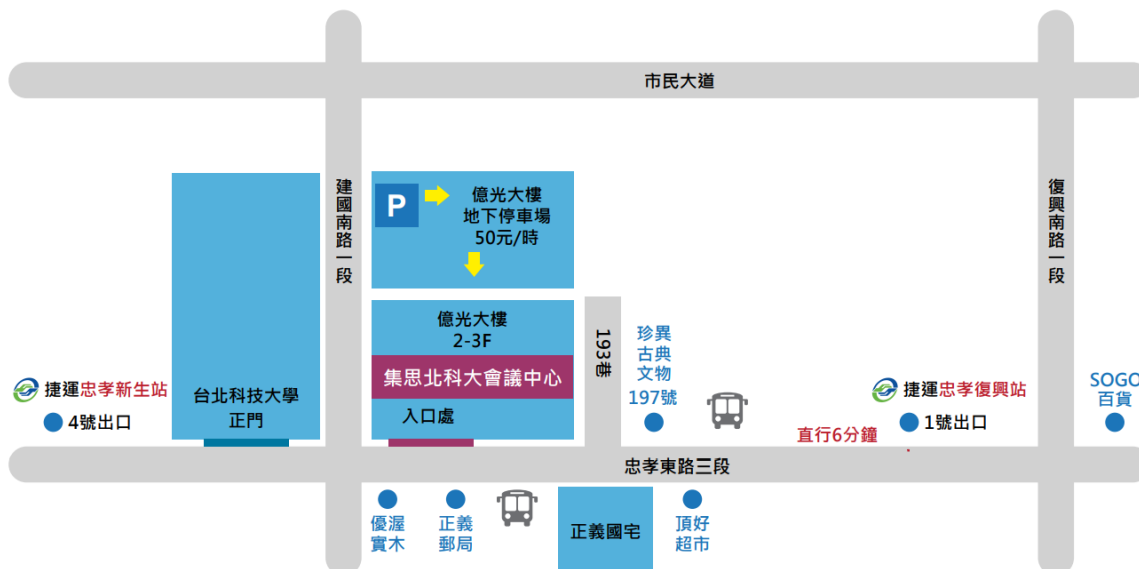 市民大道
建國南路一段
復興南路一段
P
億光大樓
地下停車場
50元/時
億光大樓
2-3F
集思北科大會議中心
入口處
193巷
珍異
古典
文物
197號
捷運忠孝新生站
4號出口
台北科技大學
正門
捷運忠孝復興站
1號出口
直行6分鐘
SOGO
百貨
忠孝東路三段
優渥
實木
正義
郵局
正義國宅
頂好
超市